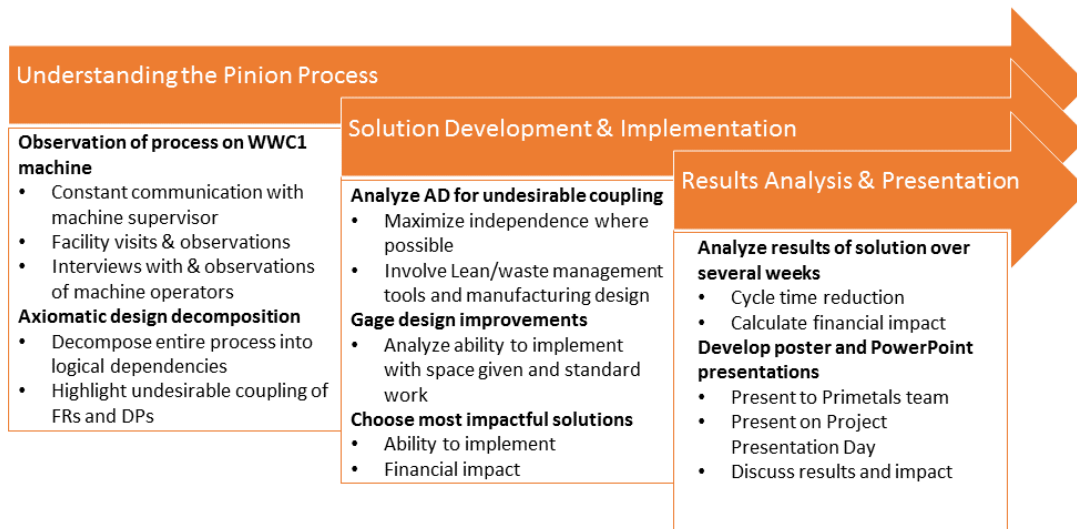 Understanding the Pinion Process
Observation of process on WWC1
machine
• Constant communication with
machine supervisor
• Facility visits & observations
• Interviews with & observations
of machine operators
Axiomatic design decomposition
• Decompose entire process into
logical dependencies
• Highlight undesirable coupling of
FRs and DPs
Solution Development & Implementation
Analyze AD for undesirable coupling
• Maximize independence where
possible
• Involve Lean/waste management
tools and manufacturing design
Gage design improvements
• Analyze ability to implement
with space given and standard
work
Choose most impactful solutions
• Ability to implement
• Financial impact
Results Analysis & Presentation
Analyze results of solution over
several weeks
• Cycle time reduction
• Calculate financial impact
Develop poster and PowerPoint
presentations
• Present to Primetals team
• Present on Project
Presentation Day
• Discuss results and impact